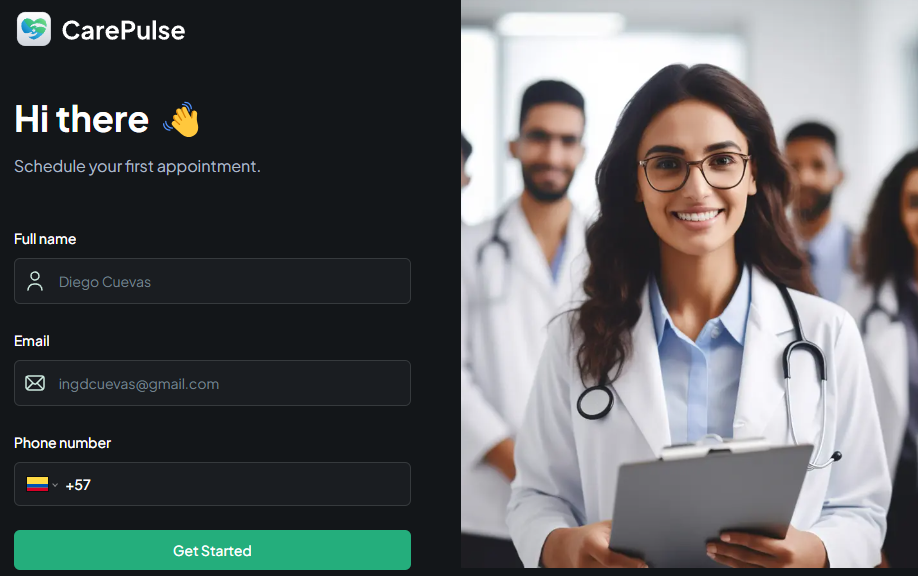 CarePulse
Hi there 👋
Schedule your first appointment.
Full name
Diego Cuevas
Email
ingdcuevas@gmail.com
Phone number
+57
Get Started